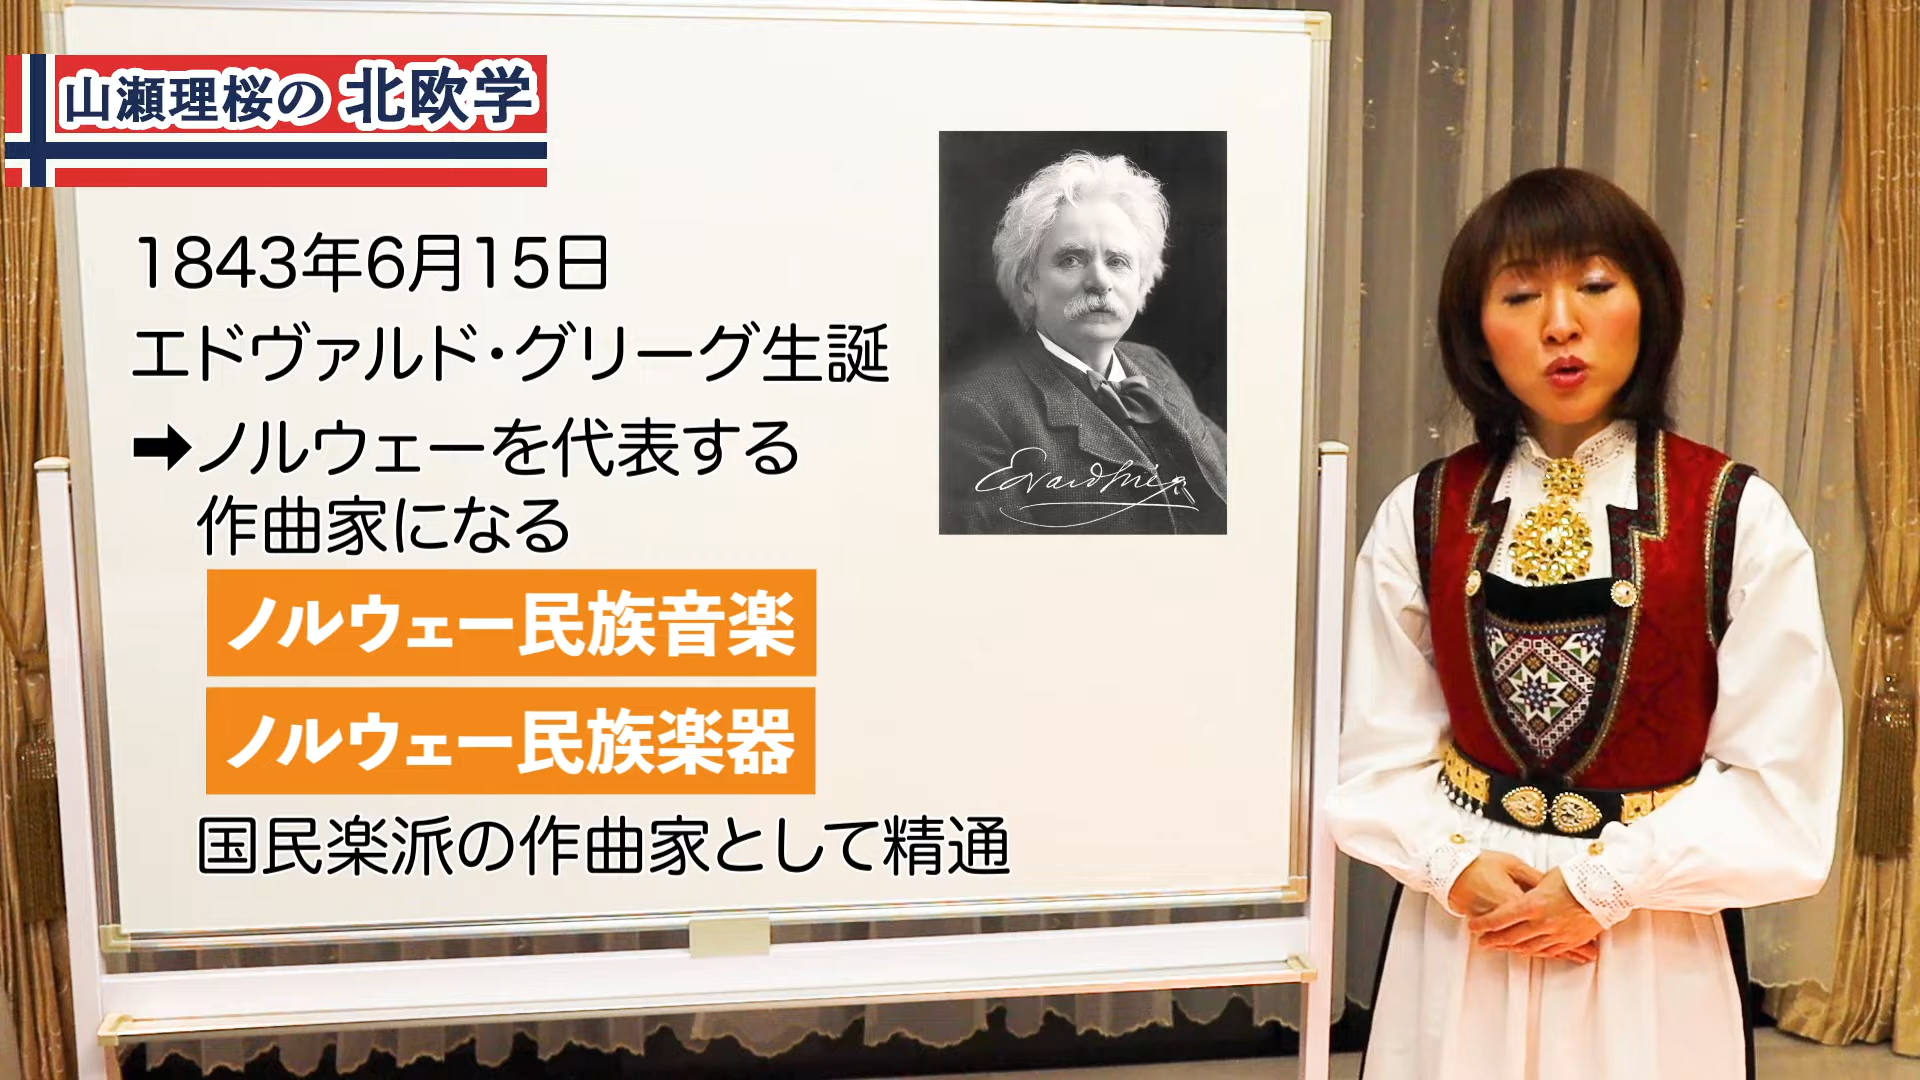 山瀬理桜の北欧学
1843年6月15日
エドヴァルド・グリーグ生誕
➡ノルウェーを代表する
作曲家になる
ノルウェー民族音楽
ノルウェー民族楽器
国民楽派の作曲家として精通
Edvard Grieg